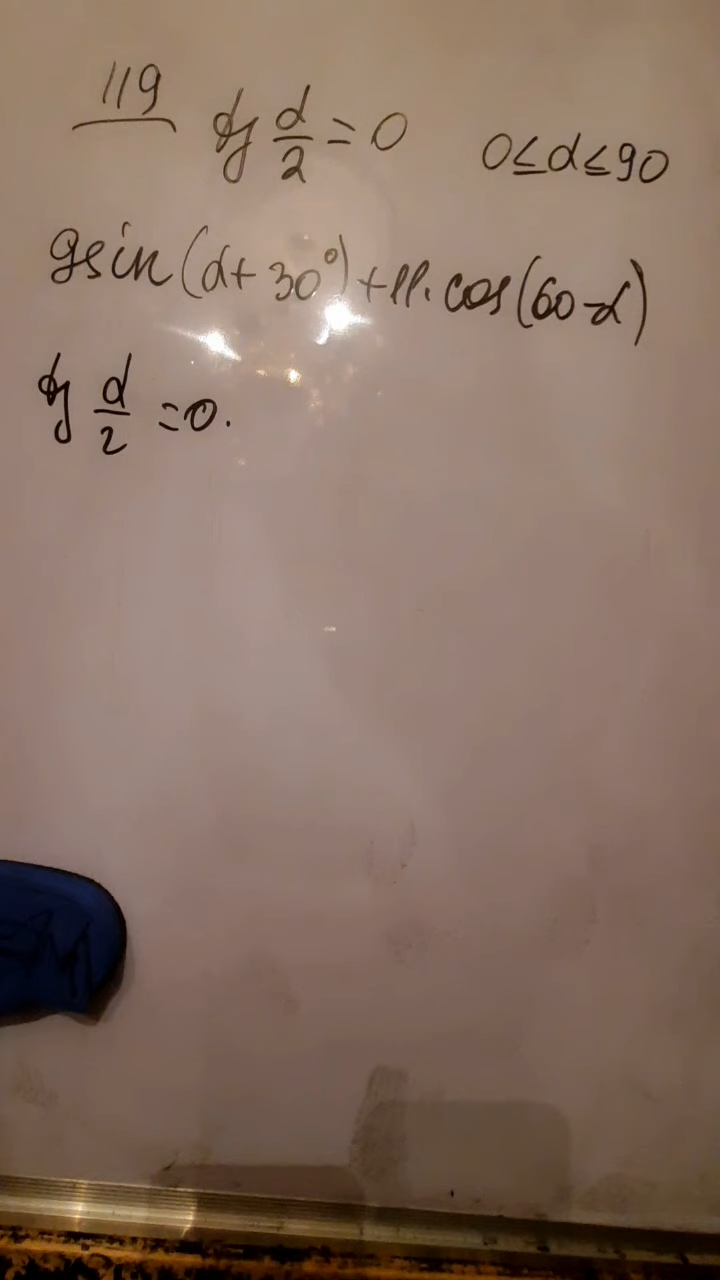 119 tg α/2 = 0 0≤α≤90
9sin(α+30°)+11·cos(60-α)
tg α/2 = 0.